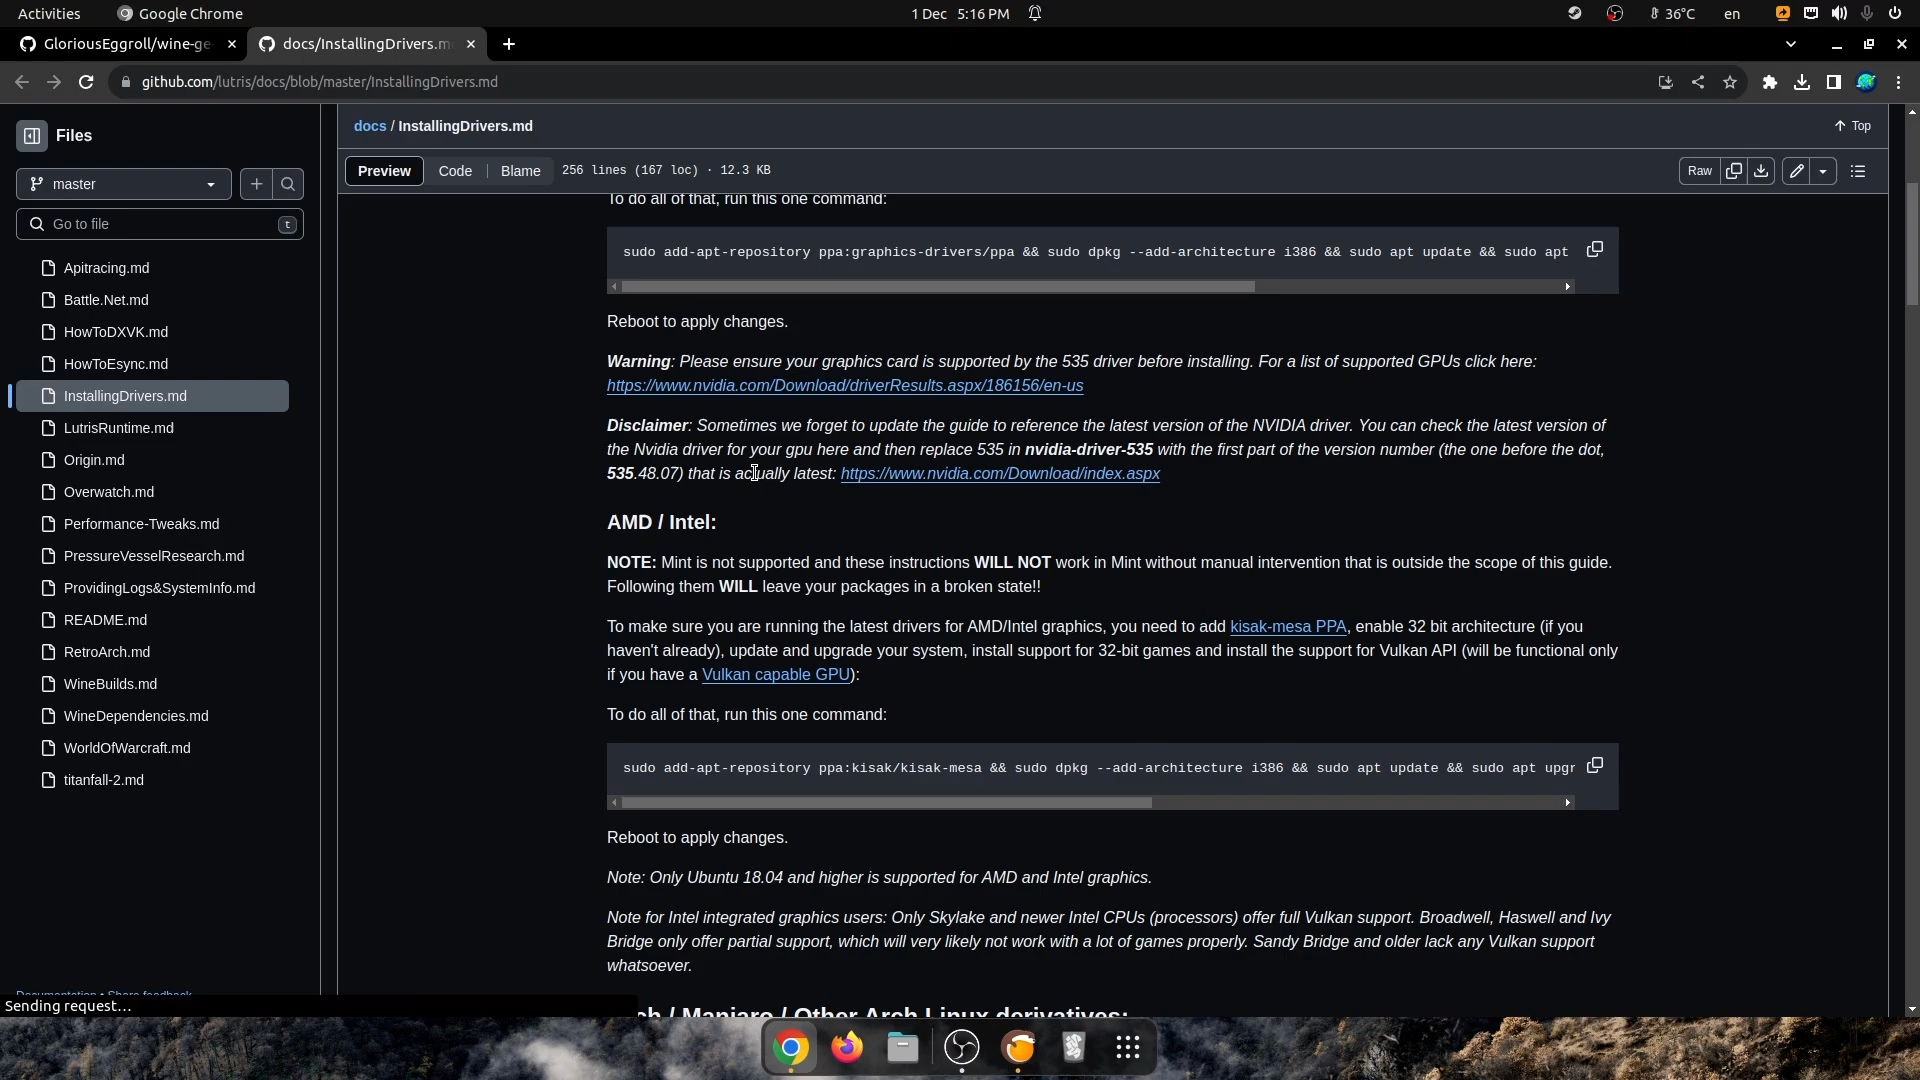 Activities
Google Chrome
1 Dec 5:16 PM
36°C
en
GloriousEggroll/wine-ge
docs/InstallingDrivers.m
github.com/lutris/docs/blob/master/InstallingDrivers.md
Files
master
Go to file
t
Apitracing.md
Battle.Net.md
HowToDXVK.md
HowToEsync.md
InstallingDrivers.md
LutrisRuntime.md
Origin.md
Overwatch.md
Performance-Tweaks.md
PressureVesselResearch.md
ProvidingLogs&SystemInfo.md
README.md
RetroArch.md
WineBuilds.md
WineDependencies.md
WorldOfWarcraft.md
titanfall-2.md
Documentation • Share feedback
Sending request...
docs / InstallingDrivers.md
Top
Preview
Code
Blame
256 lines (167 loc) · 12.3 KB
Raw
To do all of that, run this one command:
sudo add-apt-repository ppa:graphics-drivers/ppa && sudo dpkg --add-architecture i386 && sudo apt update && sudo apt
Reboot to apply changes.
Warning: Please ensure your graphics card is supported by the 535 driver before installing. For a list of supported GPUs click here:
https://www.nvidia.com/Download/driverResults.aspx/186156/en-us
Disclaimer: Sometimes we forget to update the guide to reference the latest version of the NVIDIA driver. You can check the latest version of
the Nvidia driver for your gpu here and then replace 535 in nvidia-driver-535 with the first part of the version number (the one before the dot,
535.48.07) that is actually latest: https://www.nvidia.com/Download/index.aspx
AMD / Intel:
NOTE: Mint is not supported and these instructions WILL NOT work in Mint without manual intervention that is outside the scope of this guide.
Following them WILL leave your packages in a broken state!!
To make sure you are running the latest drivers for AMD/Intel graphics, you need to add kisak-mesa PPA, enable 32 bit architecture (if you
haven't already), update and upgrade your system, install support for 32-bit games and install the support for Vulkan API (will be functional only
if you have a Vulkan capable GPU):
To do all of that, run this one command:
sudo add-apt-repository ppa:kisak/kisak-mesa && sudo dpkg --add-architecture i386 && sudo apt update && sudo apt upgr
Reboot to apply changes.
Note: Only Ubuntu 18.04 and higher is supported for AMD and Intel graphics.
Note for Intel integrated graphics users: Only Skylake and newer Intel CPUs (processors) offer full Vulkan support. Broadwell, Haswell and Ivy
Bridge only offer partial support, which will very likely not work with a lot of games properly. Sandy Bridge and older lack any Vulkan support
whatsoever.
ch / Manjaro / Other Arch Linux derivatives: